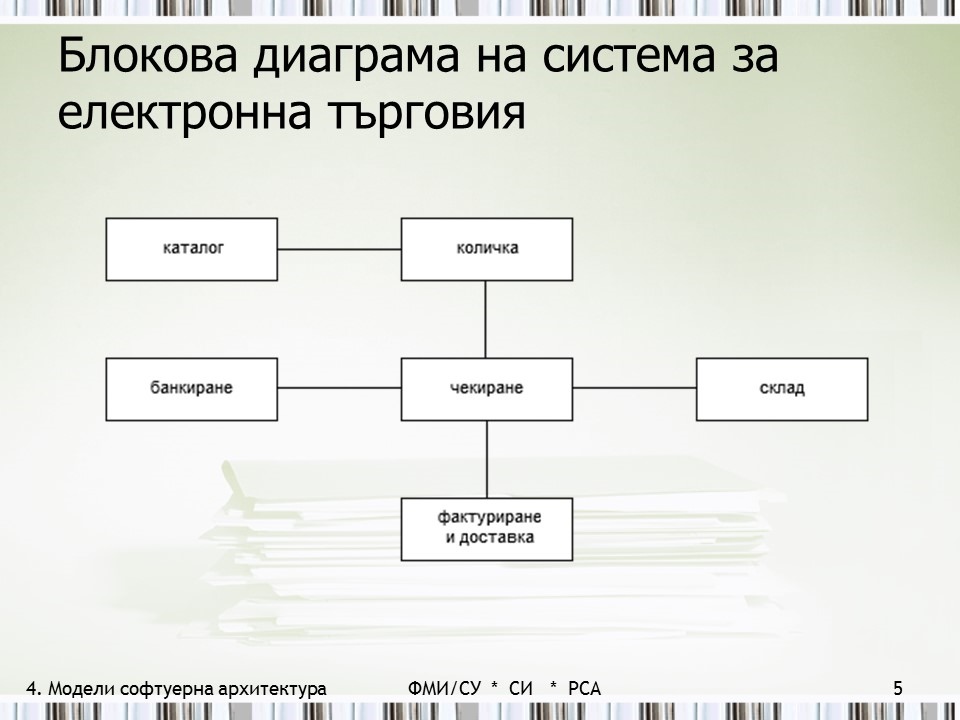 Блокова диаграма на система за
електронна търговия
каталог
количка
банкиране
чекиране
склад
фактуриране
и доставка
4. Модели софтуерна архитектура
ФМИ/СУ * СИ * РСА
5